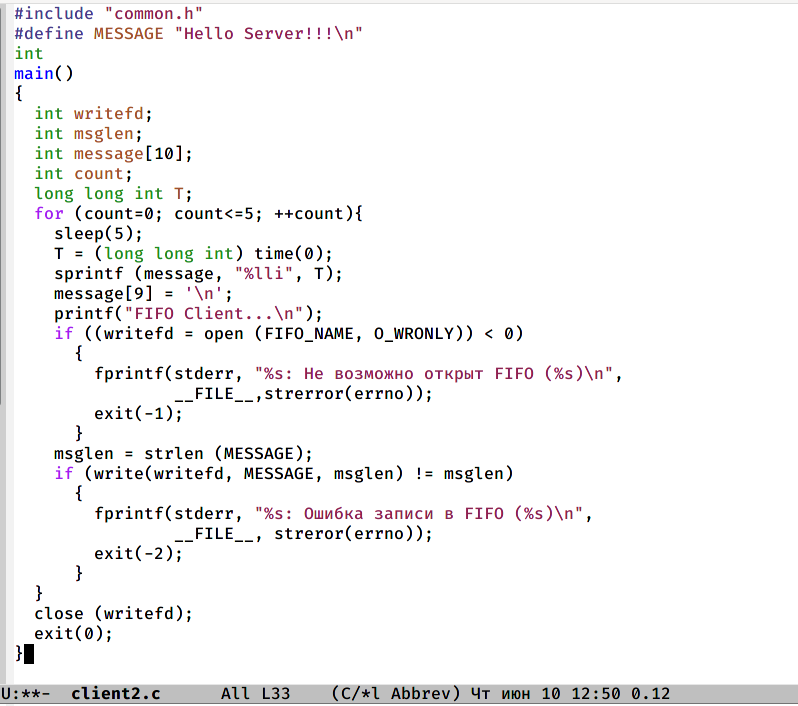 #include "common.h"
#define MESSAGE "Hello Server!!!\n"
int
main()
{
  int writefd;
  int msglen;
  int message[10];
  int count;
  long long int T;
  for (count=0; count<=5; ++count){
    sleep(5);
    T = (long long int) time(0);
    sprintf (message, "%lli", T);
    message[9] = '\n';
    printf("FIFO Client...\n");
    if ((writefd = open (FIFO_NAME, O_WRONLY)) < 0)
      {
        fprintf(stderr, "%s: Не возможно открыт FIFO (%s)\n",
                __FILE__,strerror(errno));
        exit(-1);
      }
    msglen = strlen (MESSAGE);
    if (write(writefd, MESSAGE, msglen) != msglen)
      {
        fprintf(stderr, "%s: Ошибка записи в FIFO (%s)\n",
                __FILE__, streror(errno));
        exit(-2);
      }
  }
  close (writefd);
  exit(0);
}
U:**-  client2.c      All L33    (C/*l Abbrev) Чт июн 10 12:50 0.12